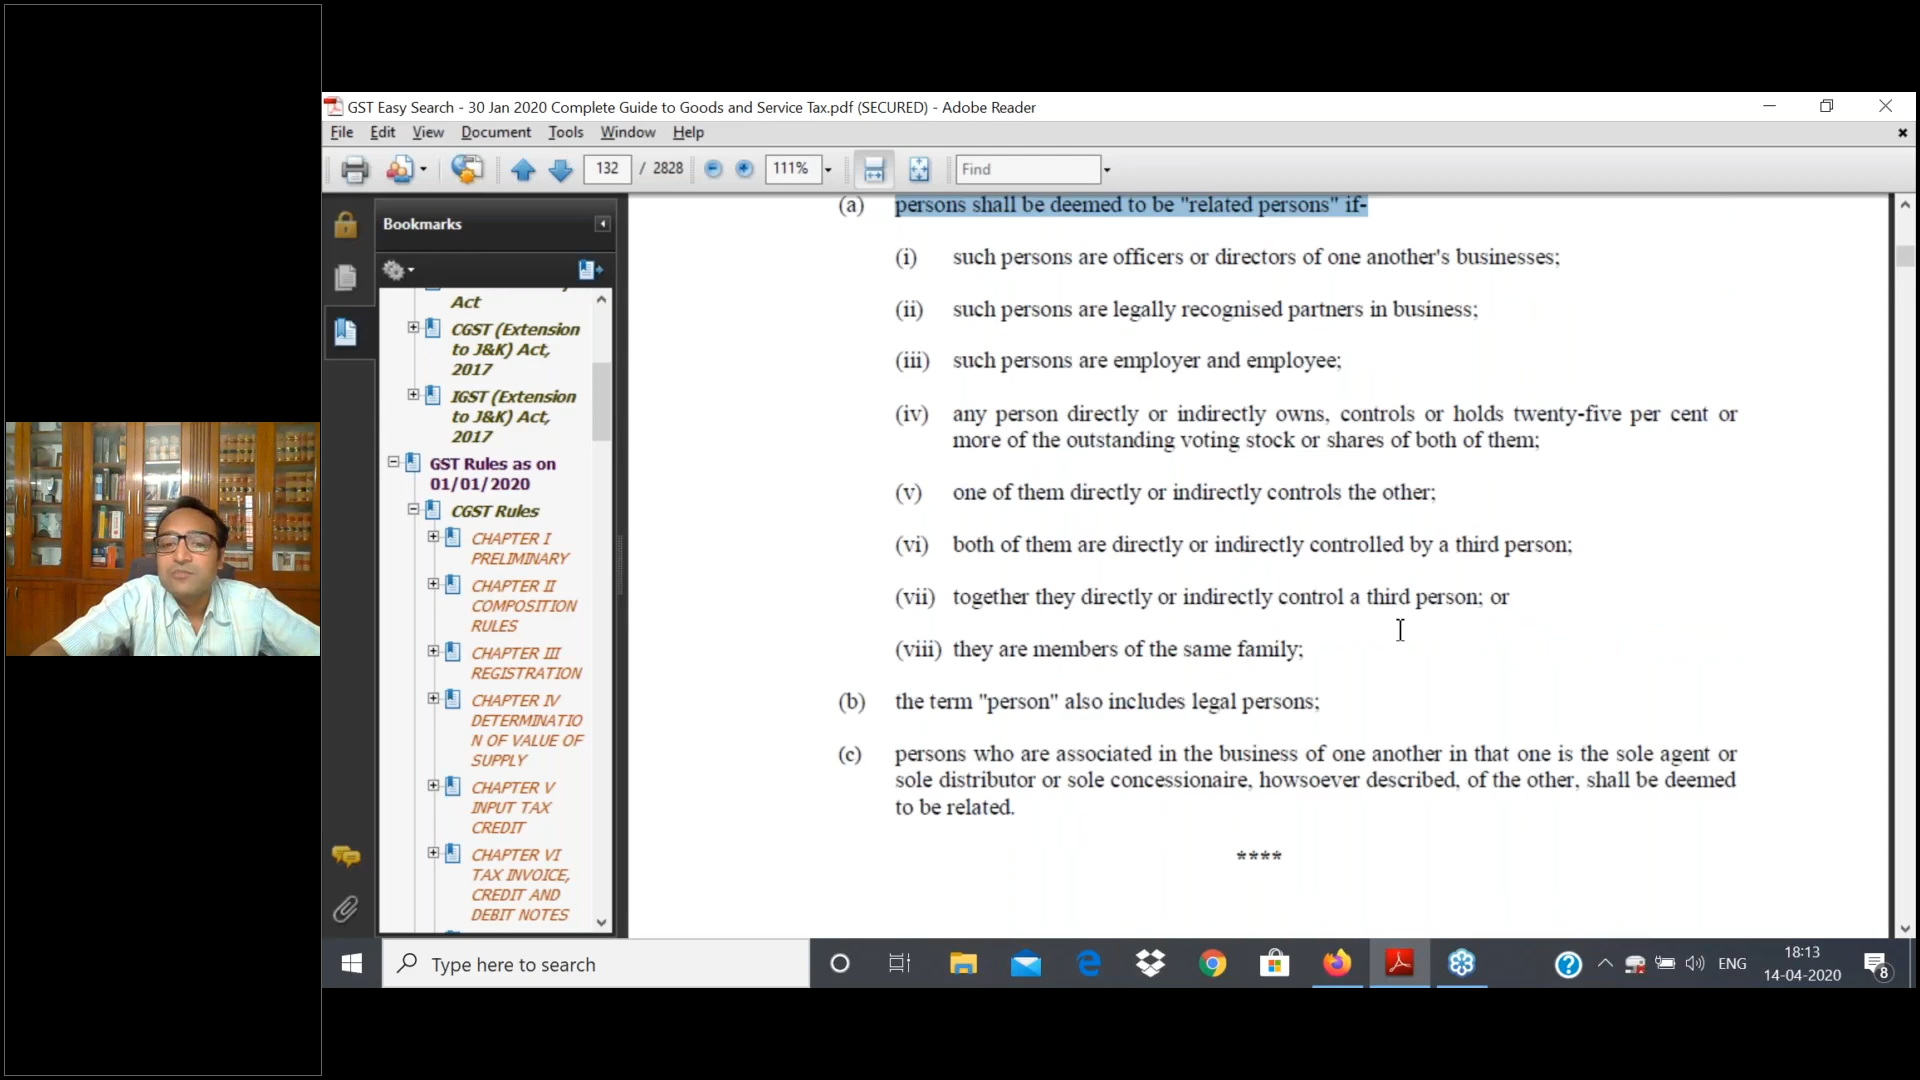 GST Easy Search - 30 Jan 2020 Complete Guide to Goods and Service Tax.pdf (SECURED) - Adobe Reader
File Edit View Document Tools Window Help
132 / 2828 111% Find
Bookmarks
Act
CGST (Extension
to J&K) Act,
2017
IGST (Extension
to J&K) Act,
2017
GST Rules as on
01/01/2020
CGST Rules
CHAPTER I
PRELIMINARY
CHAPTER II
COMPOSITION
RULES
CHAPTER III
REGISTRATION
CHAPTER IV
DETERMINATIO
N OF VALUE OF
SUPPLY
CHAPTER V
INPUT TAX
CREDIT
CHAPTER VI
TAX INVOICE,
CREDIT AND
DEBIT NOTES
(a) persons shall be deemed to be "related persons" if-
(i) such persons are officers or directors of one another's businesses;
(ii) such persons are legally recognised partners in business;
(iii) such persons are employer and employee;
(iv) any person directly or indirectly owns, controls or holds twenty-five per cent or
more of the outstanding voting stock or shares of both of them;
(v) one of them directly or indirectly controls the other;
(vi) both of them are directly or indirectly controlled by a third person;
(vii) together they directly or indirectly control a third person; or
(viii) they are members of the same family;
(b) the term "person" also includes legal persons;
(c) persons who are associated in the business of one another in that one is the sole agent or
sole distributor or sole concessionaire, howsoever described, of the other, shall be deemed
to be related.
****
Type here to search
ENG
18:13
14-04-2020
8